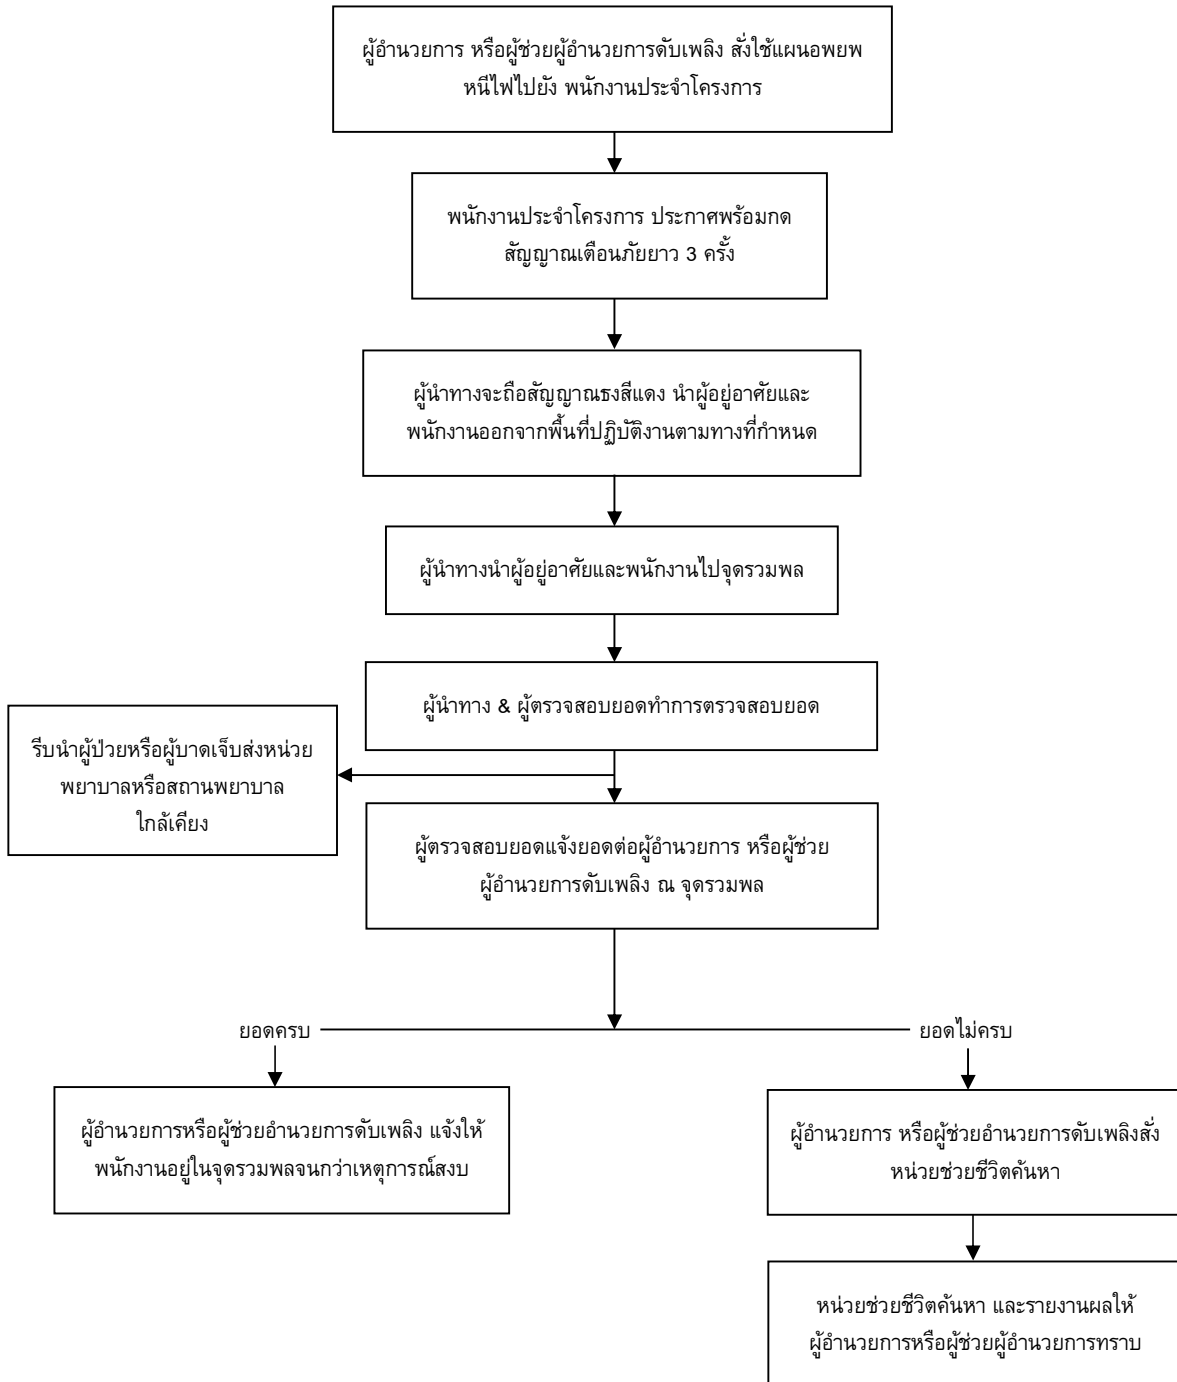 ผู้อำนวยการ หรือผู้ช่วยผู้อำนวยการดับเพลิง สั่งใช้แผนอพยพ
หนีไฟไปยัง พนักงานประจำโครงการ
พนักงานประจำโครงการ ประกาศพร้อมกด
สัญญาณเตือนภัยยาว 3 ครั้ง
ผู้นำทางจะถือสัญญาณธงสีแดง นำผู้อยู่อาศัยและ
พนักงานออกจากพื้นที่ปฏิบัติงานตามทางที่กำหนด
ผู้นำทางนำผู้อยู่อาศัยและพนักงานไปจุดรวมพล
ผู้นำทาง & ผู้ตรวจสอบยอดทำการตรวจสอบยอด
รีบนำผู้ป่วยหรือผู้บาดเจ็บส่งหน่วย
พยาบาลหรือสถานพยาบาล
ใกล้เคียง
ผู้ตรวจสอบยอดแจ้งยอดต่อผู้อำนวยการ หรือผู้ช่วย
ผู้อำนวยการดับเพลิง ณ จุดรวมพล
ยอดครบ
ยอดไม่ครบ
ผู้อำนวยการหรือผู้ช่วยอำนวยการดับเพลิง แจ้งให้
พนักงานอยู่ในจุดรวมพลจนกว่าเหตุการณ์สงบ
ผู้อำนวยการ หรือผู้ช่วยอำนวยการดับเพลิงสั่ง
หน่วยช่วยชีวิตค้นหา
หน่วยช่วยชีวิตค้นหา และรายงานผลให้
ผู้อำนวยการหรือผู้ช่วยผู้อำนวยการทราบ